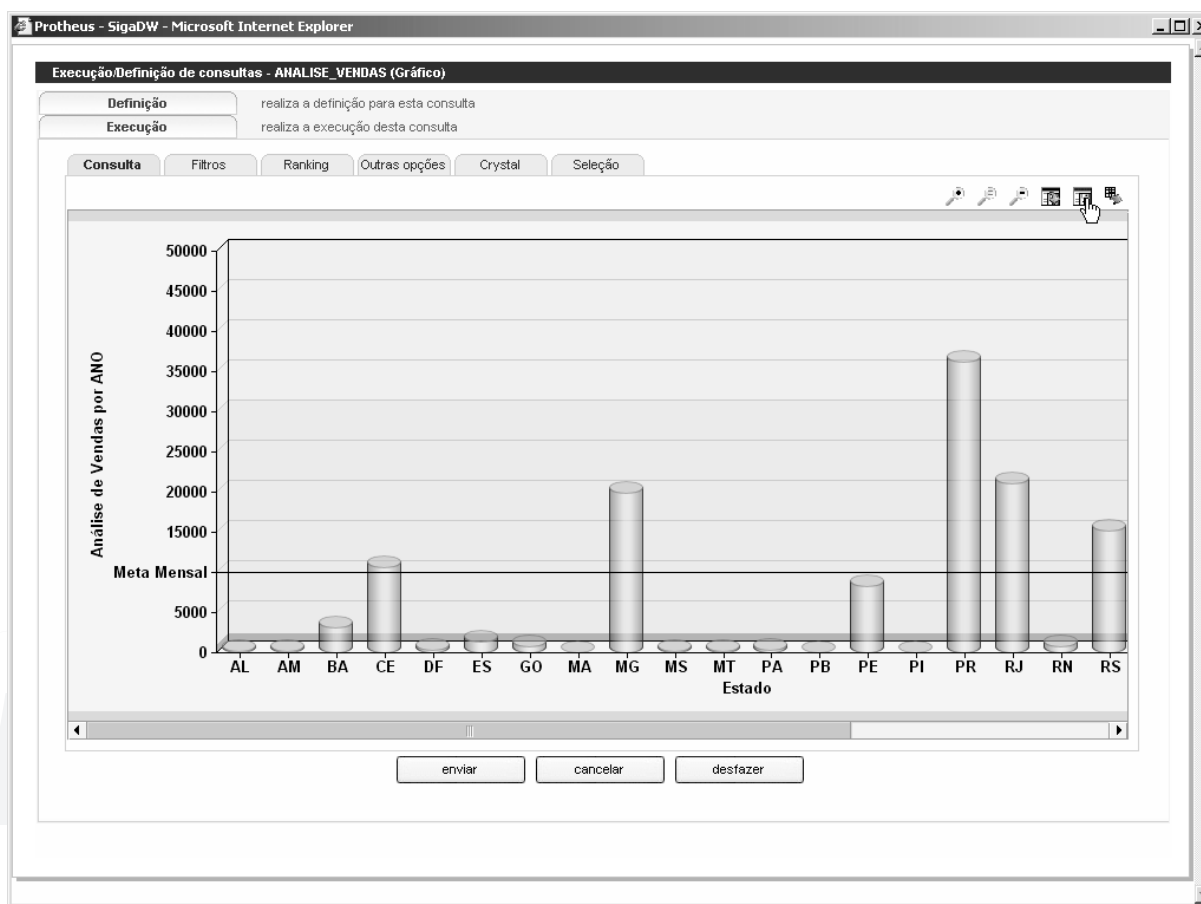 Protheus - SigaDW - Microsoft Internet Explorer
Execução/Definição de consultas - ANALISE_VENDAS (Gráfico)
Definição realiza a definição para esta consulta
Execução realiza a execução desta consulta
Consulta Filtros Ranking Outras opções Crystal Seleção
Análise de Vendas por ANO
50000
45000
40000
35000
30000
25000
20000
15000
Meta Mensal
5000
0
AL AM BA CE DF ES GO MA MG MS MT PA PB PE PI PR RJ RN RS
Estado
enviar cancelar desfazer